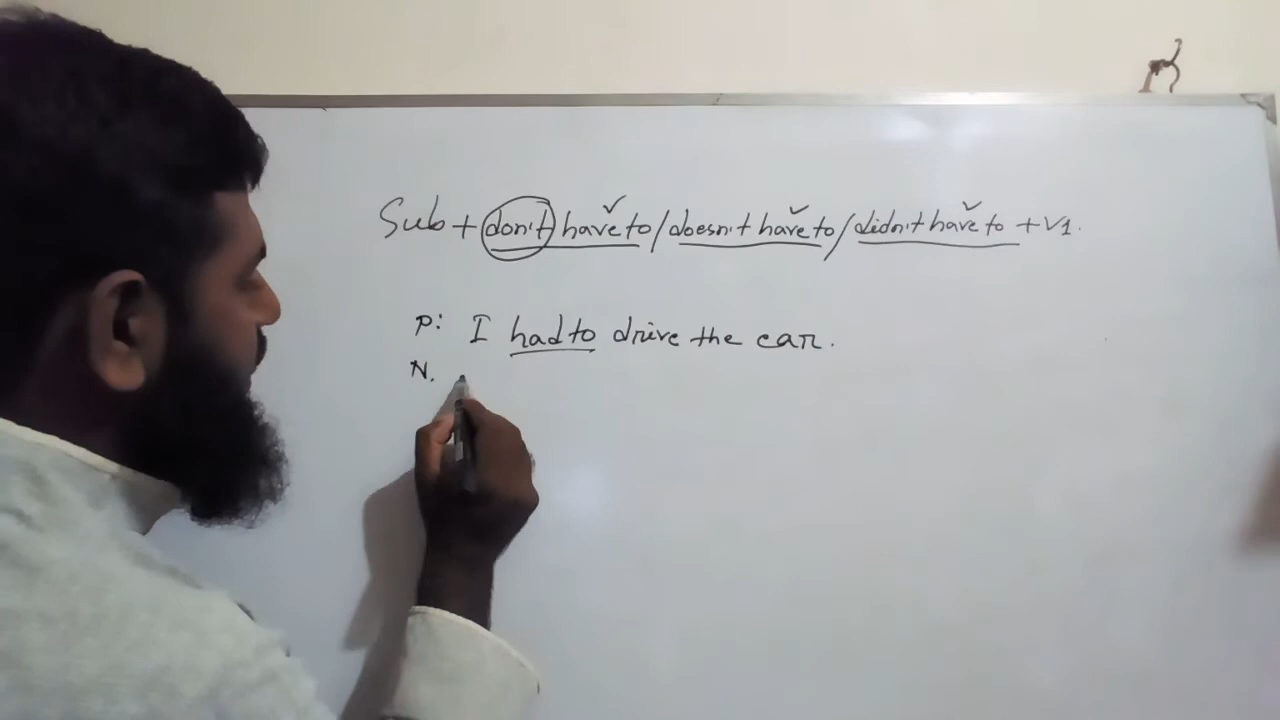 Sub + don't have to / doesn't have to / didn't have to + V1.
P: I had to drive the car.
N.